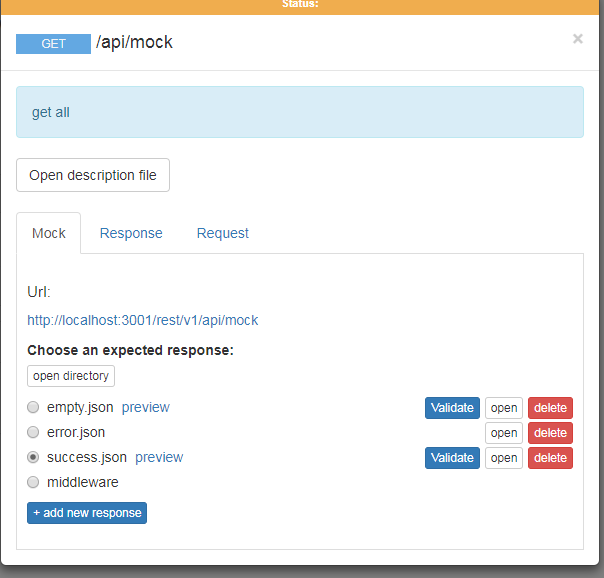 Status:
GET /api/mock ×
get all
Open description file
Mock Response Request
Url:
http://localhost:3001/rest/v1/api/mock
Choose an expected response:
open directory
empty.json preview Validate open delete
error.json open delete
success.json preview Validate open delete
middleware
+ add new response